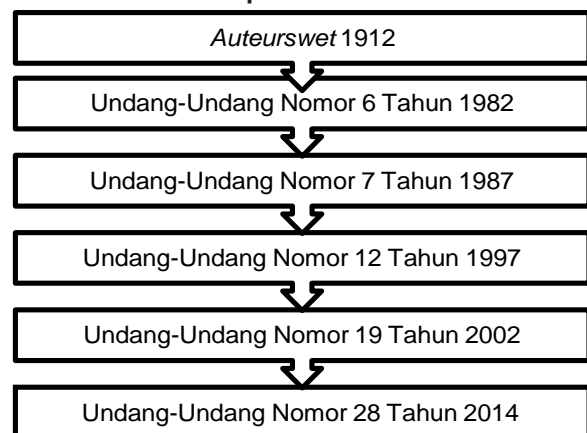 Auteurswet 1912
Undang-Undang Nomor 6 Tahun 1982
Undang-Undang Nomor 7 Tahun 1987
Undang-Undang Nomor 12 Tahun 1997
Undang-Undang Nomor 19 Tahun 2002
Undang-Undang Nomor 28 Tahun 2014